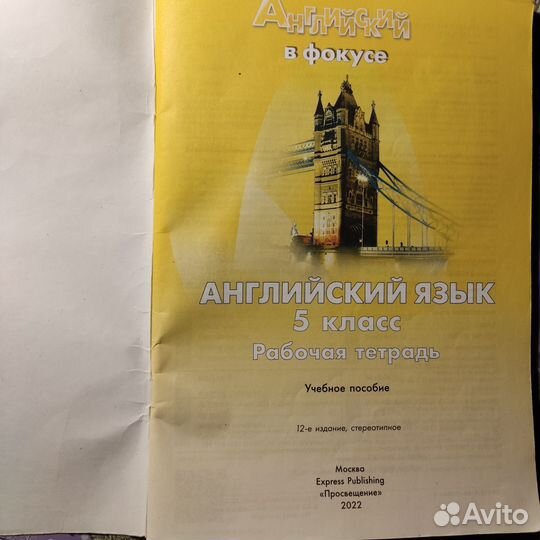 Английский
в фокусе
АНГЛИЙСКИЙ ЯЗЫК
5 класс
Рабочая тетрадь
Учебное пособие
12-е издание, стереотипное
Москва
Express Publishing
«Просвещение»
2022
Avito